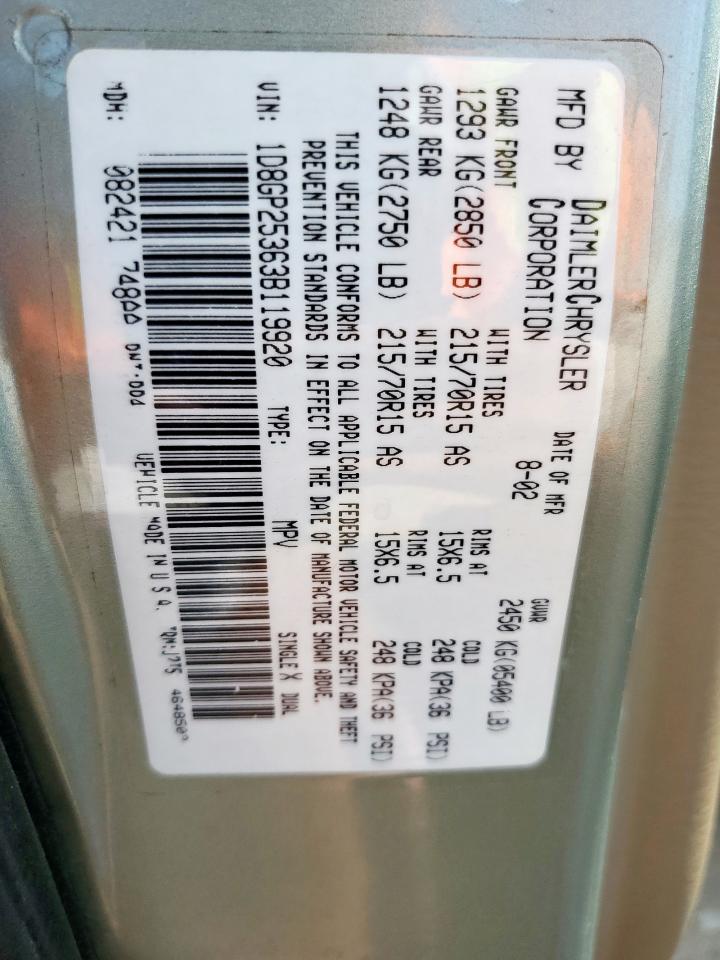 MFD BY DAIMLERCHRYSLER CORPORATION DATE OF MFR 8-02 GVWR 2450 KG(05400 LB)
GAWR FRONT WITH TIRES RIMS AT COLD
1293 KG(2850 LB) 215/70R15 AS 15X6.5 248 KPA(36 PSI)
GAWR REAR WITH TIRES RIMS AT COLD
1248 KG(2750 LB) 215/70R15 AS 15X6.5 248 KPA(36 PSI)
THIS VEHICLE CONFORMS TO ALL APPLICABLE FEDERAL MOTOR VEHICLE SAFETY AND THEFT
PREVENTION STANDARDS IN EFFECT ON THE DATE OF MANUFACTURE SHOWN ABOVE.
VIN: 1D8GP25363B119920 TYPE: MPV SINGLE X DUAL
MDH: 082421 VEHICLE MADE IN U S A.